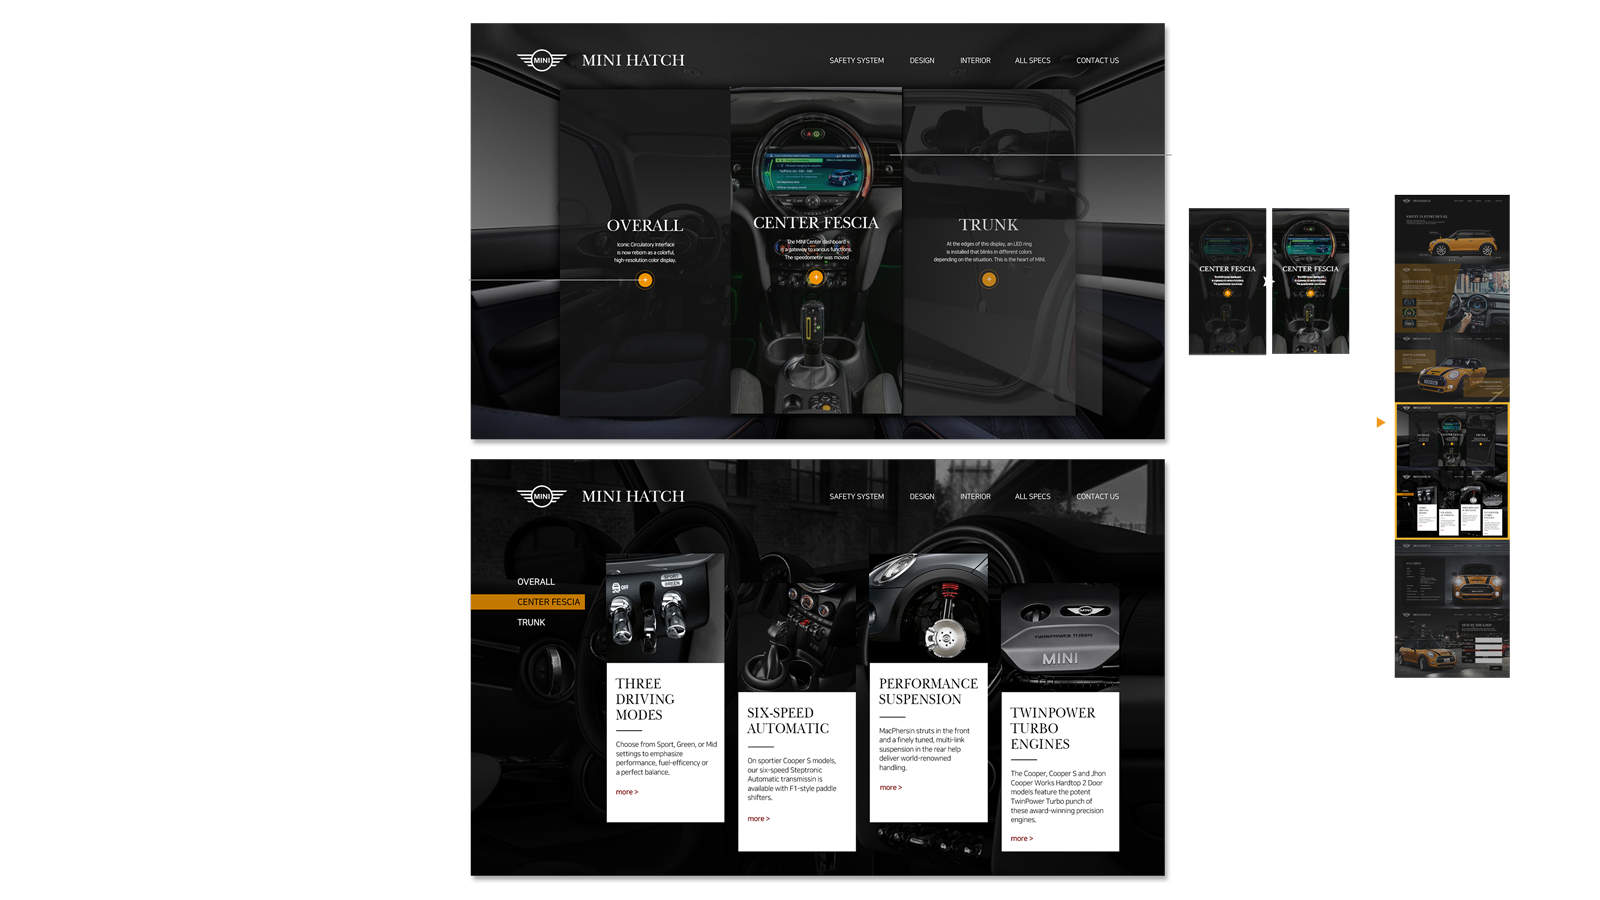 MINI
MINI HATCH
SAFETY SYSTEM
DESIGN
INTERIOR
ALL SPECS
CONTACT US
OVERALL
Iconic Circulatory Interface
is now reborn as a colorful,
high-resolution color display.
CENTER FESCIA
The MINI Center dashboard is
a gateway to various functions.
The speedometer was moved
TRUNK
At the edges of this display, an LED ring
is installed that blinks in different colors
depending on the situation. This is the heart of MINI.
CENTER FESCIA
CENTER FESCIA
MINI
MINI HATCH
SAFETY SYSTEM
DESIGN
INTERIOR
ALL SPECS
CONTACT US
OVERALL
CENTER FESCIA
TRUNK
SPORT
GREEN
OFF
THREE
DRIVING
MODES
Choose from Sport, Green, or Mid
settings to emphasize
performance, fuel-efficency or
a perfect balance.
more >
SIX-SPEED
AUTOMATIC
On sportier Cooper S models,
our six-speed Steptronic
Automatic transmissin is
available with F1-style paddle
shifters.
more >
PERFORMANCE
SUSPENSION
MacPhersin struts in the front
and a finely tuned, multi-link
suspension in the rear help
deliver world-renowned
handling.
more >
TWINPOWER TURBO
MINI
TWINPOWER
TURBO
ENGINES
The Cooper, Cooper S and Jhon
Cooper Works Hardtop 2 Door
models feature the potent
TwinPower Turbo punch of
these award-winning precision
engines.
more >